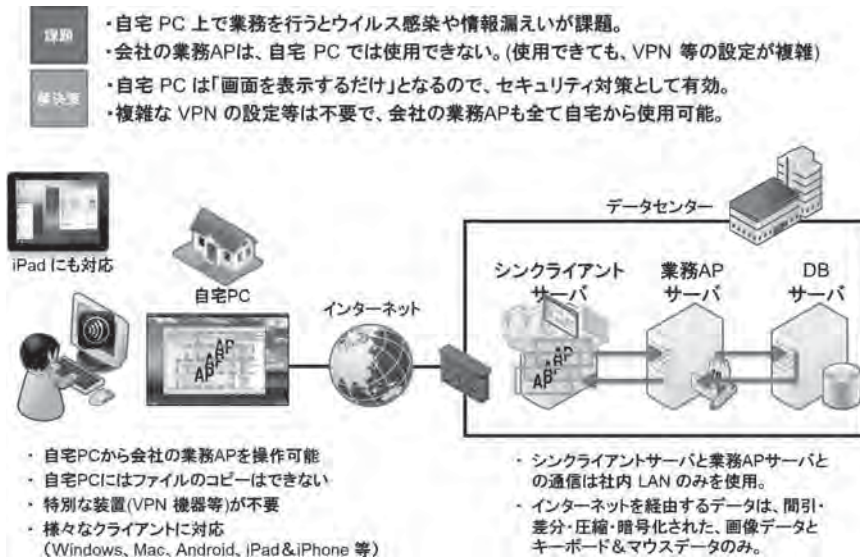 課題
・自宅 PC 上で業務を行うとウイルス感染や情報漏えいが課題。
・会社の業務APは、自宅 PC では使用できない。(使用できても、VPN 等の設定が複雑)
解決策
・自宅 PC は「画面を表示するだけ」となるので、セキュリティ対策として有効。
・複雑な VPN の設定等は不要で、会社の業務APも全て自宅から使用可能。
データセンター
iPad にも対応
自宅PC
インターネット
シンクライアント
サーバ
業務AP
サーバ
DB
サーバ
AP
AP
AP
AP
・ 自宅PCから会社の業務APを操作可能
・ 自宅PCにはファイルのコピーはできない
・ 特別な装置(VPN 機器等)が不要
・ 様々なクライアントに対応
(Windows、Mac、Android、iPad&iPhone 等)
・ シンクライアントサーバと業務APサーバと
の通信は社内 LAN のみを使用。
・ インターネットを経由するデータは、間引・
差分・圧縮・暗号化された、画像データと
キーボード&マウスデータのみ。